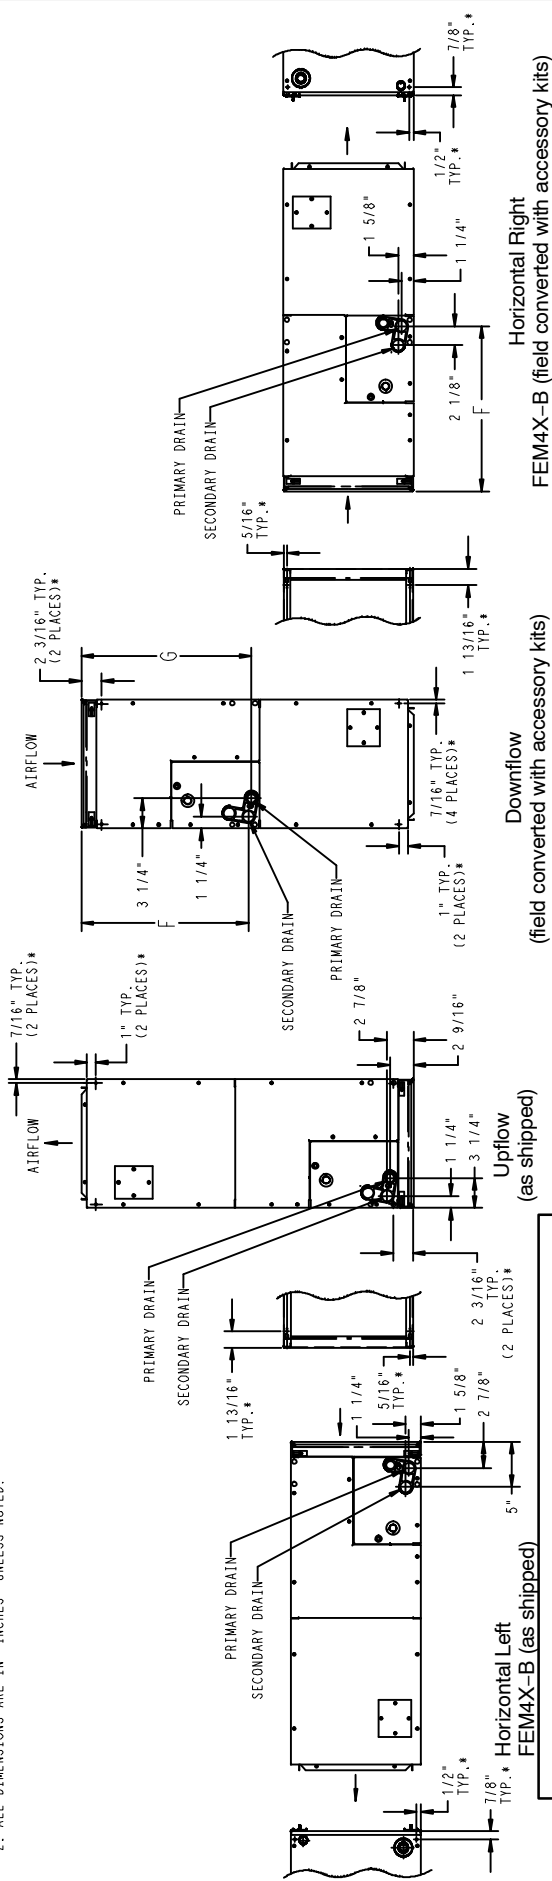 2. ALL DIMENSIONS ARE IN "INCHES" UNLESS NOTED.
PRIMARY DRAIN
SECONDARY DRAIN
1/2"
TYP.*
7/8"
TYP.*
1 1/4"
1 5/8"
2 7/8"
5"
Horizontal Left
FEM4X–B (as shipped)
1 13/16"
TYP.*
5/16"
TYP.*
7/16" TYP.
(2 PLACES)*
AIRFLOW
1" TYP.
(2 PLACES)*
PRIMARY DRAIN
SECONDARY DRAIN
2 7/8"
2 9/16"
1 1/4"
3 1/4"
2 3/16"
TYP.
(2 PLACES)*
Upflow
(as shipped)
2 3/16" TYP.
(2 PLACES)*
AIRFLOW
F
G
3 1/4"
1 1/4"
SECONDARY DRAIN
PRIMARY DRAIN
1" TYP.
(2 PLACES)*
7/16" TYP.
(4 PLACES)*
Downflow
(field converted with accessory kits)
5/16"
TYP.*
1 13/16"
TYP.*
PRIMARY DRAIN
SECONDARY DRAIN
1 5/8"
1 1/4"
2 1/8"
F
1/2"
TYP.*
7/8"
TYP.*
Horizontal Right
FEM4X–B (field converted with accessory kits)